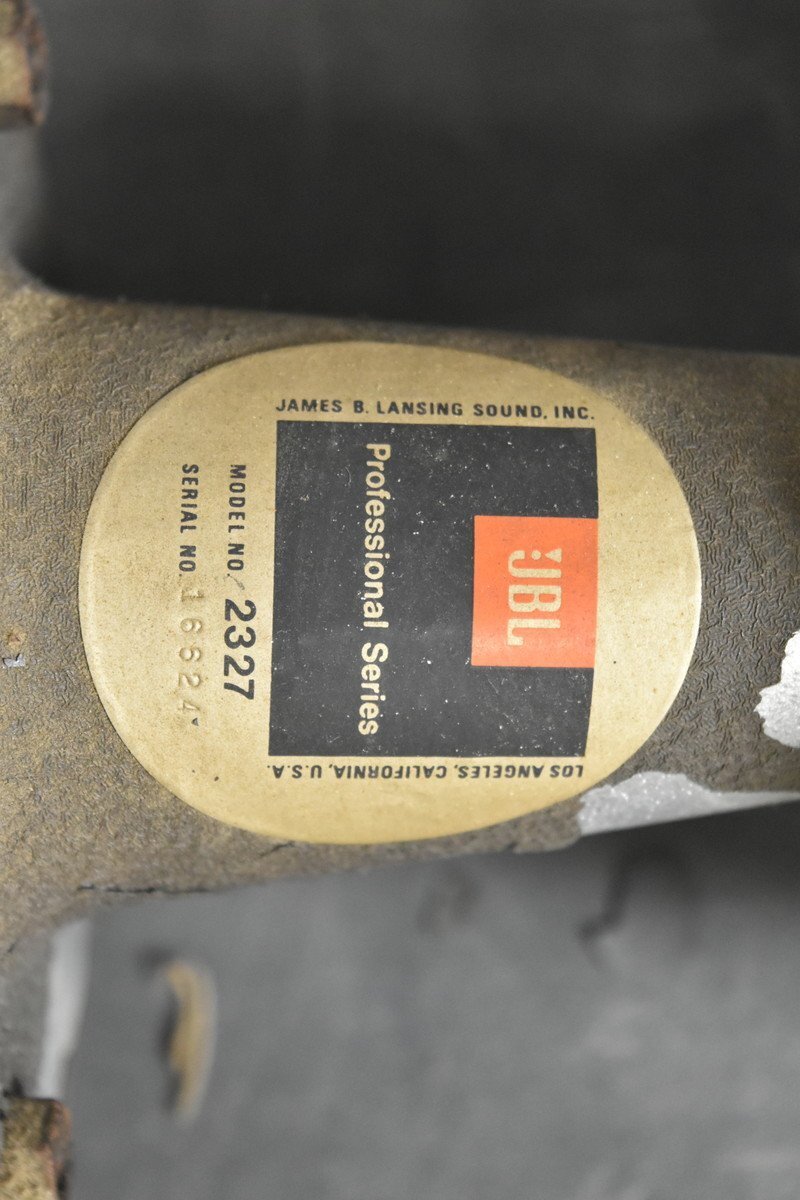 JAMES B. LANSING SOUND, INC.
JBL
Professional Series
LOS ANGELES, CALIFORNIA, U.S.A.
MODEL NO. 2327
SERIAL NO. 16624